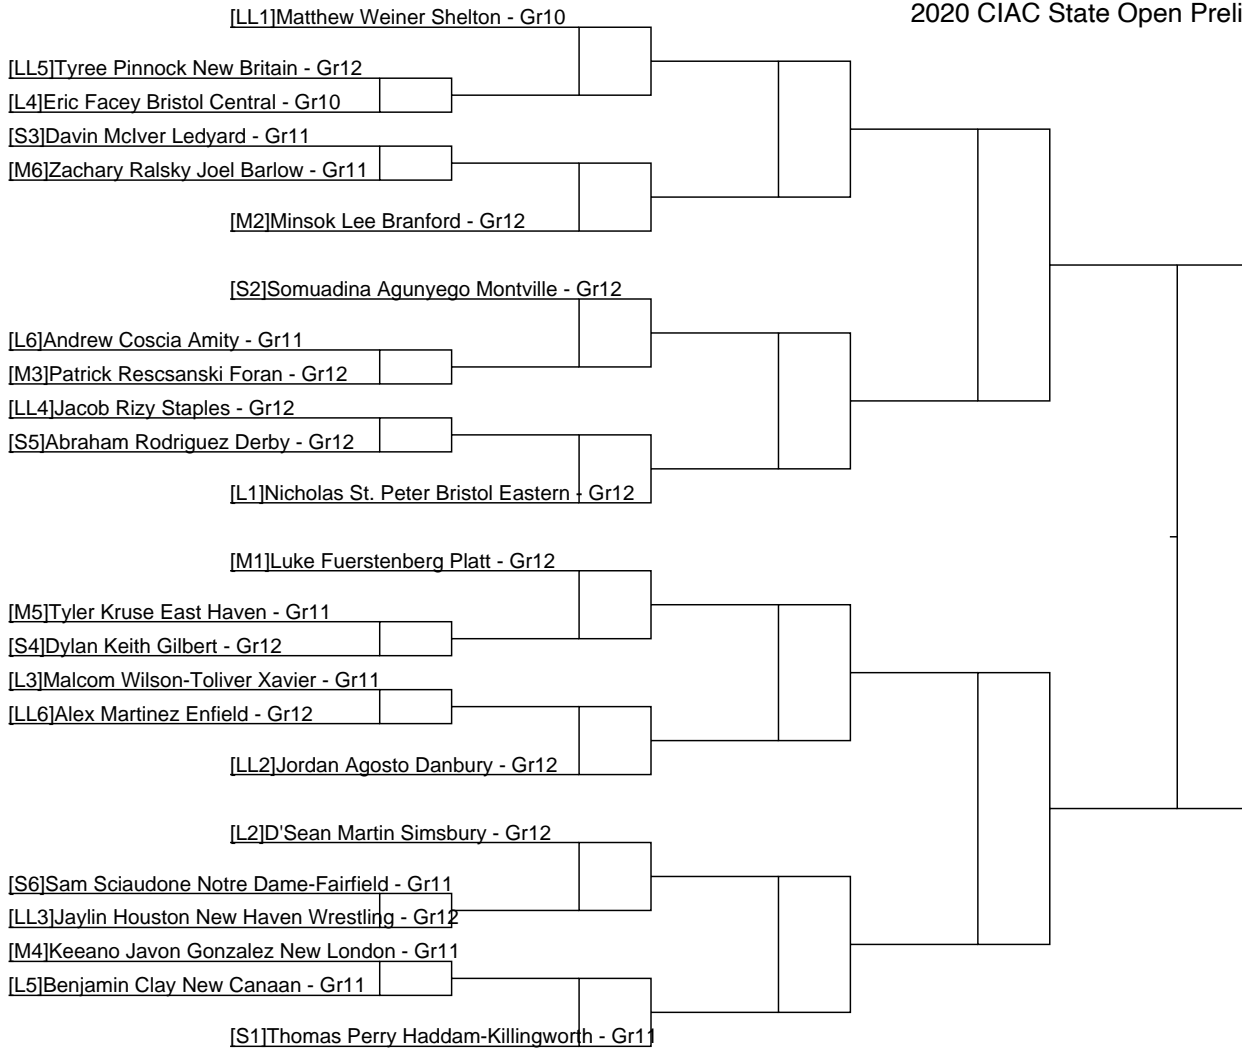 [LL1]Matthew Weiner Shelton - Gr10
2020 CIAC State Open Preli
[LL5]Tyree Pinnock New Britain - Gr12
[L4]Eric Facey Bristol Central - Gr10
[S3]Davin McIver Ledyard - Gr11
[M6]Zachary Ralsky Joel Barlow - Gr11
[M2]Minsok Lee Branford - Gr12
[S2]Somuadina Agunyego Montville - Gr12
[L6]Andrew Coscia Amity - Gr11
[M3]Patrick Rescsanski Foran - Gr12
[LL4]Jacob Rizy Staples - Gr12
[S5]Abraham Rodriguez Derby - Gr12
[L1]Nicholas St. Peter Bristol Eastern - Gr12
[M1]Luke Fuerstenberg Platt - Gr12
[M5]Tyler Kruse East Haven - Gr11
[S4]Dylan Keith Gilbert - Gr12
[L3]Malcom Wilson-Toliver Xavier - Gr11
[LL6]Alex Martinez Enfield - Gr12
[LL2]Jordan Agosto Danbury - Gr12
[L2]D'Sean Martin Simsbury - Gr12
[S6]Sam Sciaudone Notre Dame-Fairfield - Gr11
[LL3]Jaylin Houston New Haven Wrestling - Gr12
[M4]Keeano Javon Gonzalez New London - Gr11
[L5]Benjamin Clay New Canaan - Gr11
[S1]Thomas Perry Haddam-Killingworth - Gr11